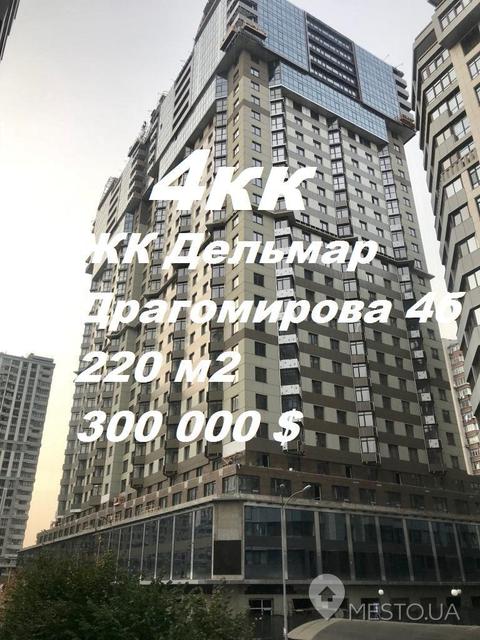 4кк
ЖК Дельмар
Драгомирова 4б
220 м2
300 000 $
MESTO.UA